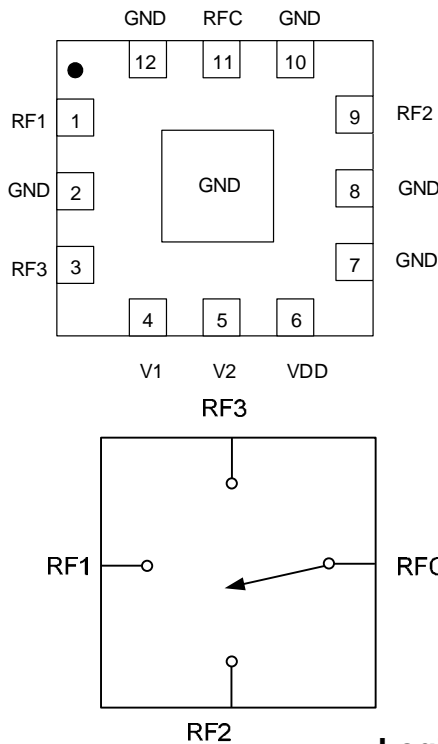 GND RFC GND
12 11 10
RF1 1 9 RF2
GND 2 GND 8 GND
RF3 3 7 GND
4 5 6
V1 V2 VDD
RF3
RF1 RFC
RF2